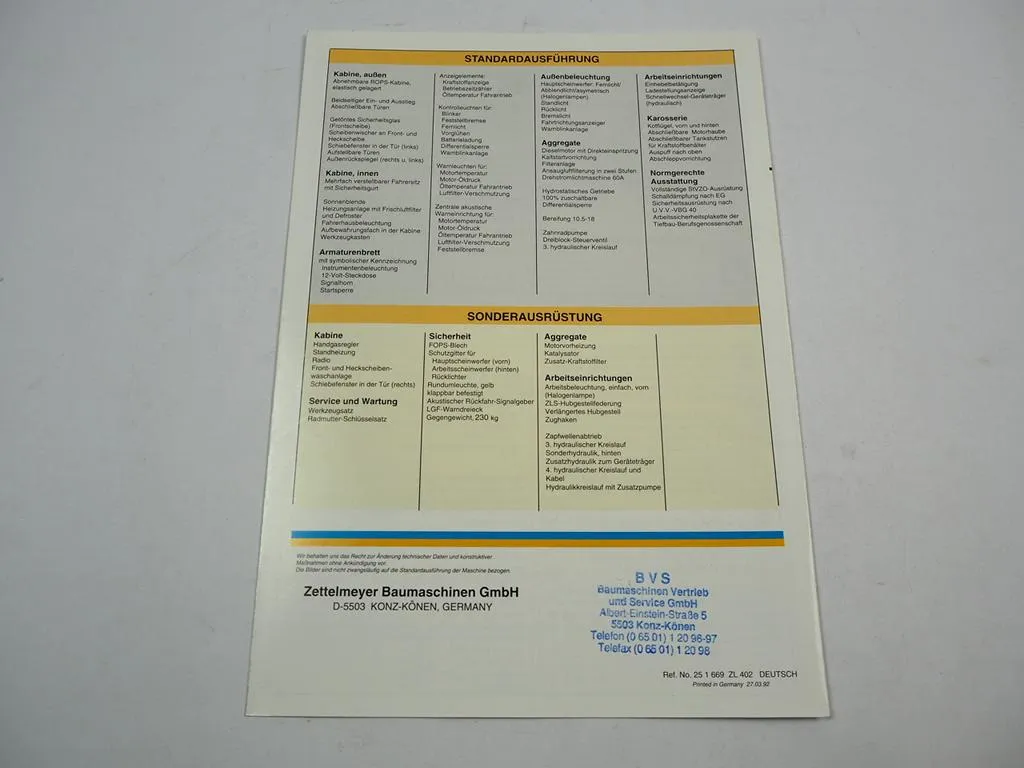 STANDARDAUSFÜHRUNG
Kabine, außen
Abnehmbare ROPS-Kabine,
elastisch gelagert
Beidseitiger Ein- und Ausstieg
Abschließbare Türen
Getöntes Sicherheitsglas
(Frontscheibe)
Scheibenwischer an Front- und
Heckscheibe
Schiebefenster in der Tür (links)
Aufstellbare Türen
Außenrückspiegel (rechts u. links)
Kabine, innen
Mehrfach verstellbarer Fahrersitz
mit Sicherheitsgurt
Sonnenblende
Heizungsanlage mit Frischluftfilter
und Defroster
Fahrerhausbeleuchtung
Aufbewahrungsfach in der Kabine
Werkzeugkasten
Armaturenbrett
mit symbolischer Kennzeichnung
Instrumentenbeleuchtung
12-Volt-Steckdose
Signalhorn
Startsperre
Anzeigelemente:
Kraftstoffanzeige
Betriebszeitzähler
Öltemperatur Fahrantrieb
Kontrolleuchten für:
Blinker
Feststellbremse
Fernlicht
Vorglühen
Batterieladung
Differentialsperre
Warnblinkanlage
Warnleuchten für:
Motortemperatur
Motor-Öldruck
Öltemperatur Fahrantrieb
Luftfilter-Verschmutzung
Zentrale akustische
Warneinrichtung für:
Motortemperatur
Motor-Öldruck
Öltemperatur Fahrantrieb
Luftfilter-Verschmutzung
Feststellbremse
Außenbeleuchtung
Hauptscheinwerfer: Fernlicht/
Abblendlicht/asymetrisch
(Halogenlampen)
Standlicht
Rücklicht
Bremslicht
Fahrtrichtungsanzeiger
Warnblinkanlage
Aggregate
Dieselmotor mit Direkteinspritzung
Kaltstartvorrichtung
Filteranlage
Ansaugluftfilterung in zwei Stufen
Drehstromlichtmaschine 60A
Hydrostatisches Getriebe
100% zuschaltbare
Differentialsperre
Bereifung 10.5-18
Zahnradpumpe
Dreiblock-Steuerventil
3. hydraulischer Kreislauf
Arbeitseinrichtungen
Einhebelbetätigung
Ladestellungsanzeige
Schnellwechsel-Geräteträger
(hydraulisch)
Karosserie
Kotflügel, vorn und hinten
Abschließbare Motorhaube
Abschließbarer Tankstutzen
für Kraftstoffbehälter
Auspuff nach oben
Abschleppvorrichtung
Normgerechte
Ausstattung
Vollständige StVZO-Ausrüstung
Schalldämpfung nach EG
Sicherheitsausrüstung nach
U.V.V.-VBG 40
Arbeitssicherheitsplakette der
Tiefbau-Berufsgenossenschaft
SONDERAUSRÜSTUNG
Kabine
Handgasregler
Standheizung
Radio
Front- und Heckscheiben-
waschanlage
Schiebefenster in der Tür (rechts)
Service und Wartung
Werkzeugsatz
Radmutter-Schlüsselsatz
Sicherheit
FOPS-Blech
Schutzgitter für
Hauptscheinwerfer (vorn)
Arbeitsscheinwerfer (hinten)
Rücklichter
Rundumleuchte, gelb
klappbar befestigt
Akustischer Rückfahr-Signalgeber
LGF-Warndreieck
Gegengewicht, 230 kg
Aggregate
Motorvorheizung
Katalysator
Zusatz-Kraftstoffilter
Arbeitseinrichtungen
Arbeitsbeleuchtung, einfach, vorn
(Halogenlampe)
ZLS-Hubgestellfederung
Verlängertes Hubgestell
Zughaken
Zapfwellenabtrieb
3. hydraulischer Kreislauf
Sonderhydraulik, hinten
Zusatzhydraulik zum Geräteträger
4. hydraulischer Kreislauf und
Kabel
Hydraulikkreislauf mit Zusatzpumpe
Wir behalten uns das Recht zur Änderung technischer Daten und konstruktiver
Maßnahmen ohne Ankündigung vor.
Die Bilder sind nicht zwangsläufig auf die Standardausführung der Maschine bezogen.
Zettelmeyer Baumaschinen GmbH
D-5503 KONZ-KÖNEN, GERMANY
BVS
Baumaschinen Vertrieb
und Service GmbH
Albert-Einstein-Straße 5
5503 Konz-Könen
Telefon (0 65 01) 1 20 96-97
Telefax (0 65 01) 1 20 98
Ref. No. 25 1 669 ZL 402 DEUTSCH
Printed in Germany 27.03.92